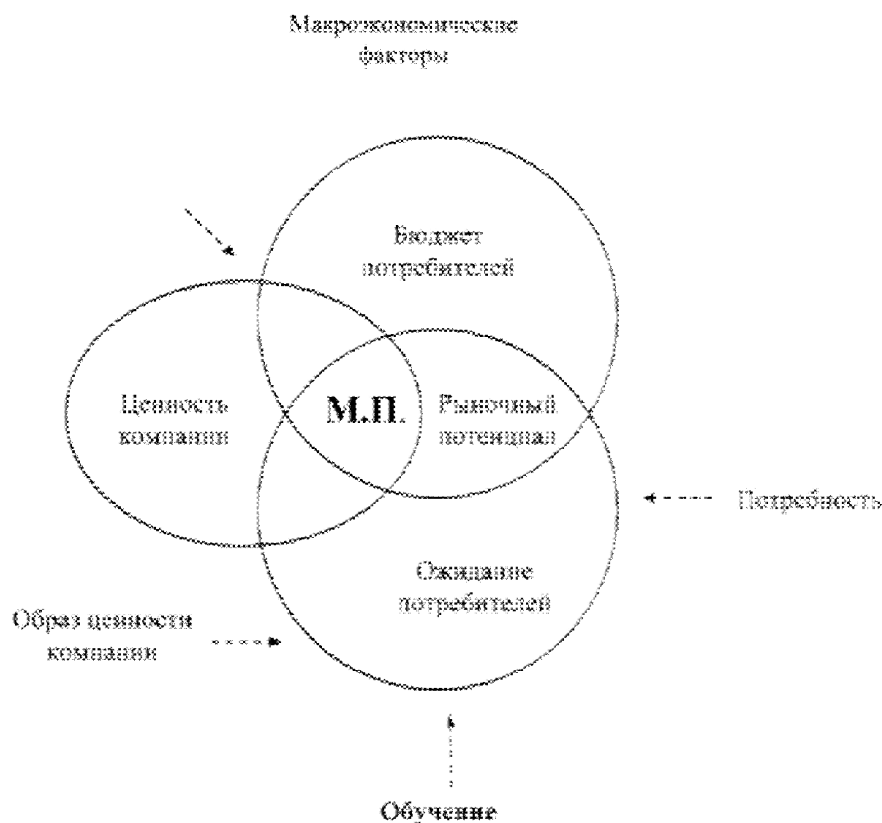 Макроэкономические
факторы
Бюджет
потребителей
Ценность
компании
М.П.
Рыночный
потенциал
Потребность
Ожидание
потребителей
Образ ценности
компании
Обучение